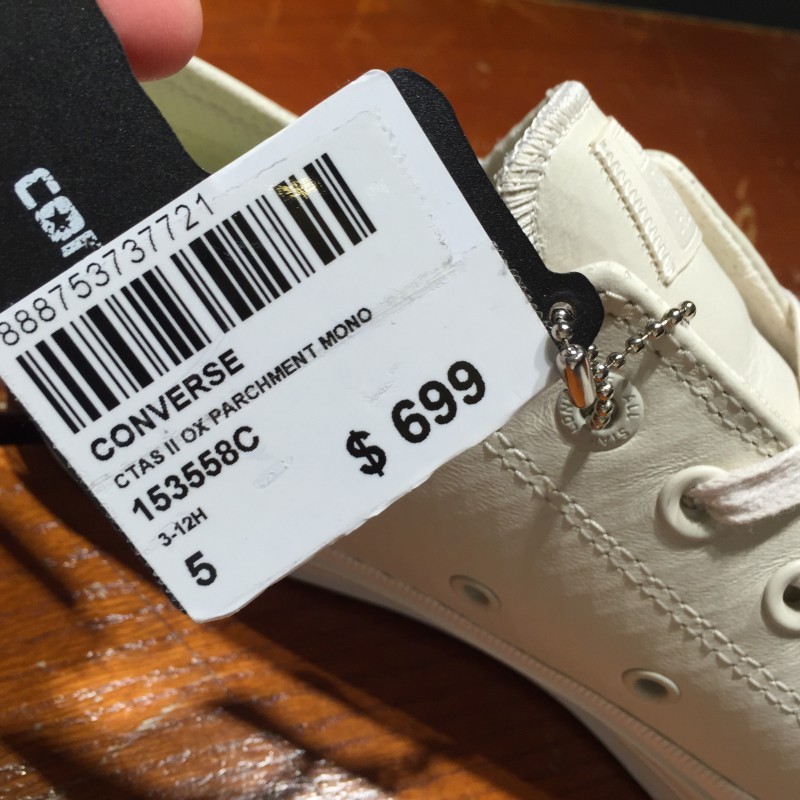 888753737721
CONVERSE
CTAS II OX PARCHMENT MONO
153558C
$ 699
3-12H
5